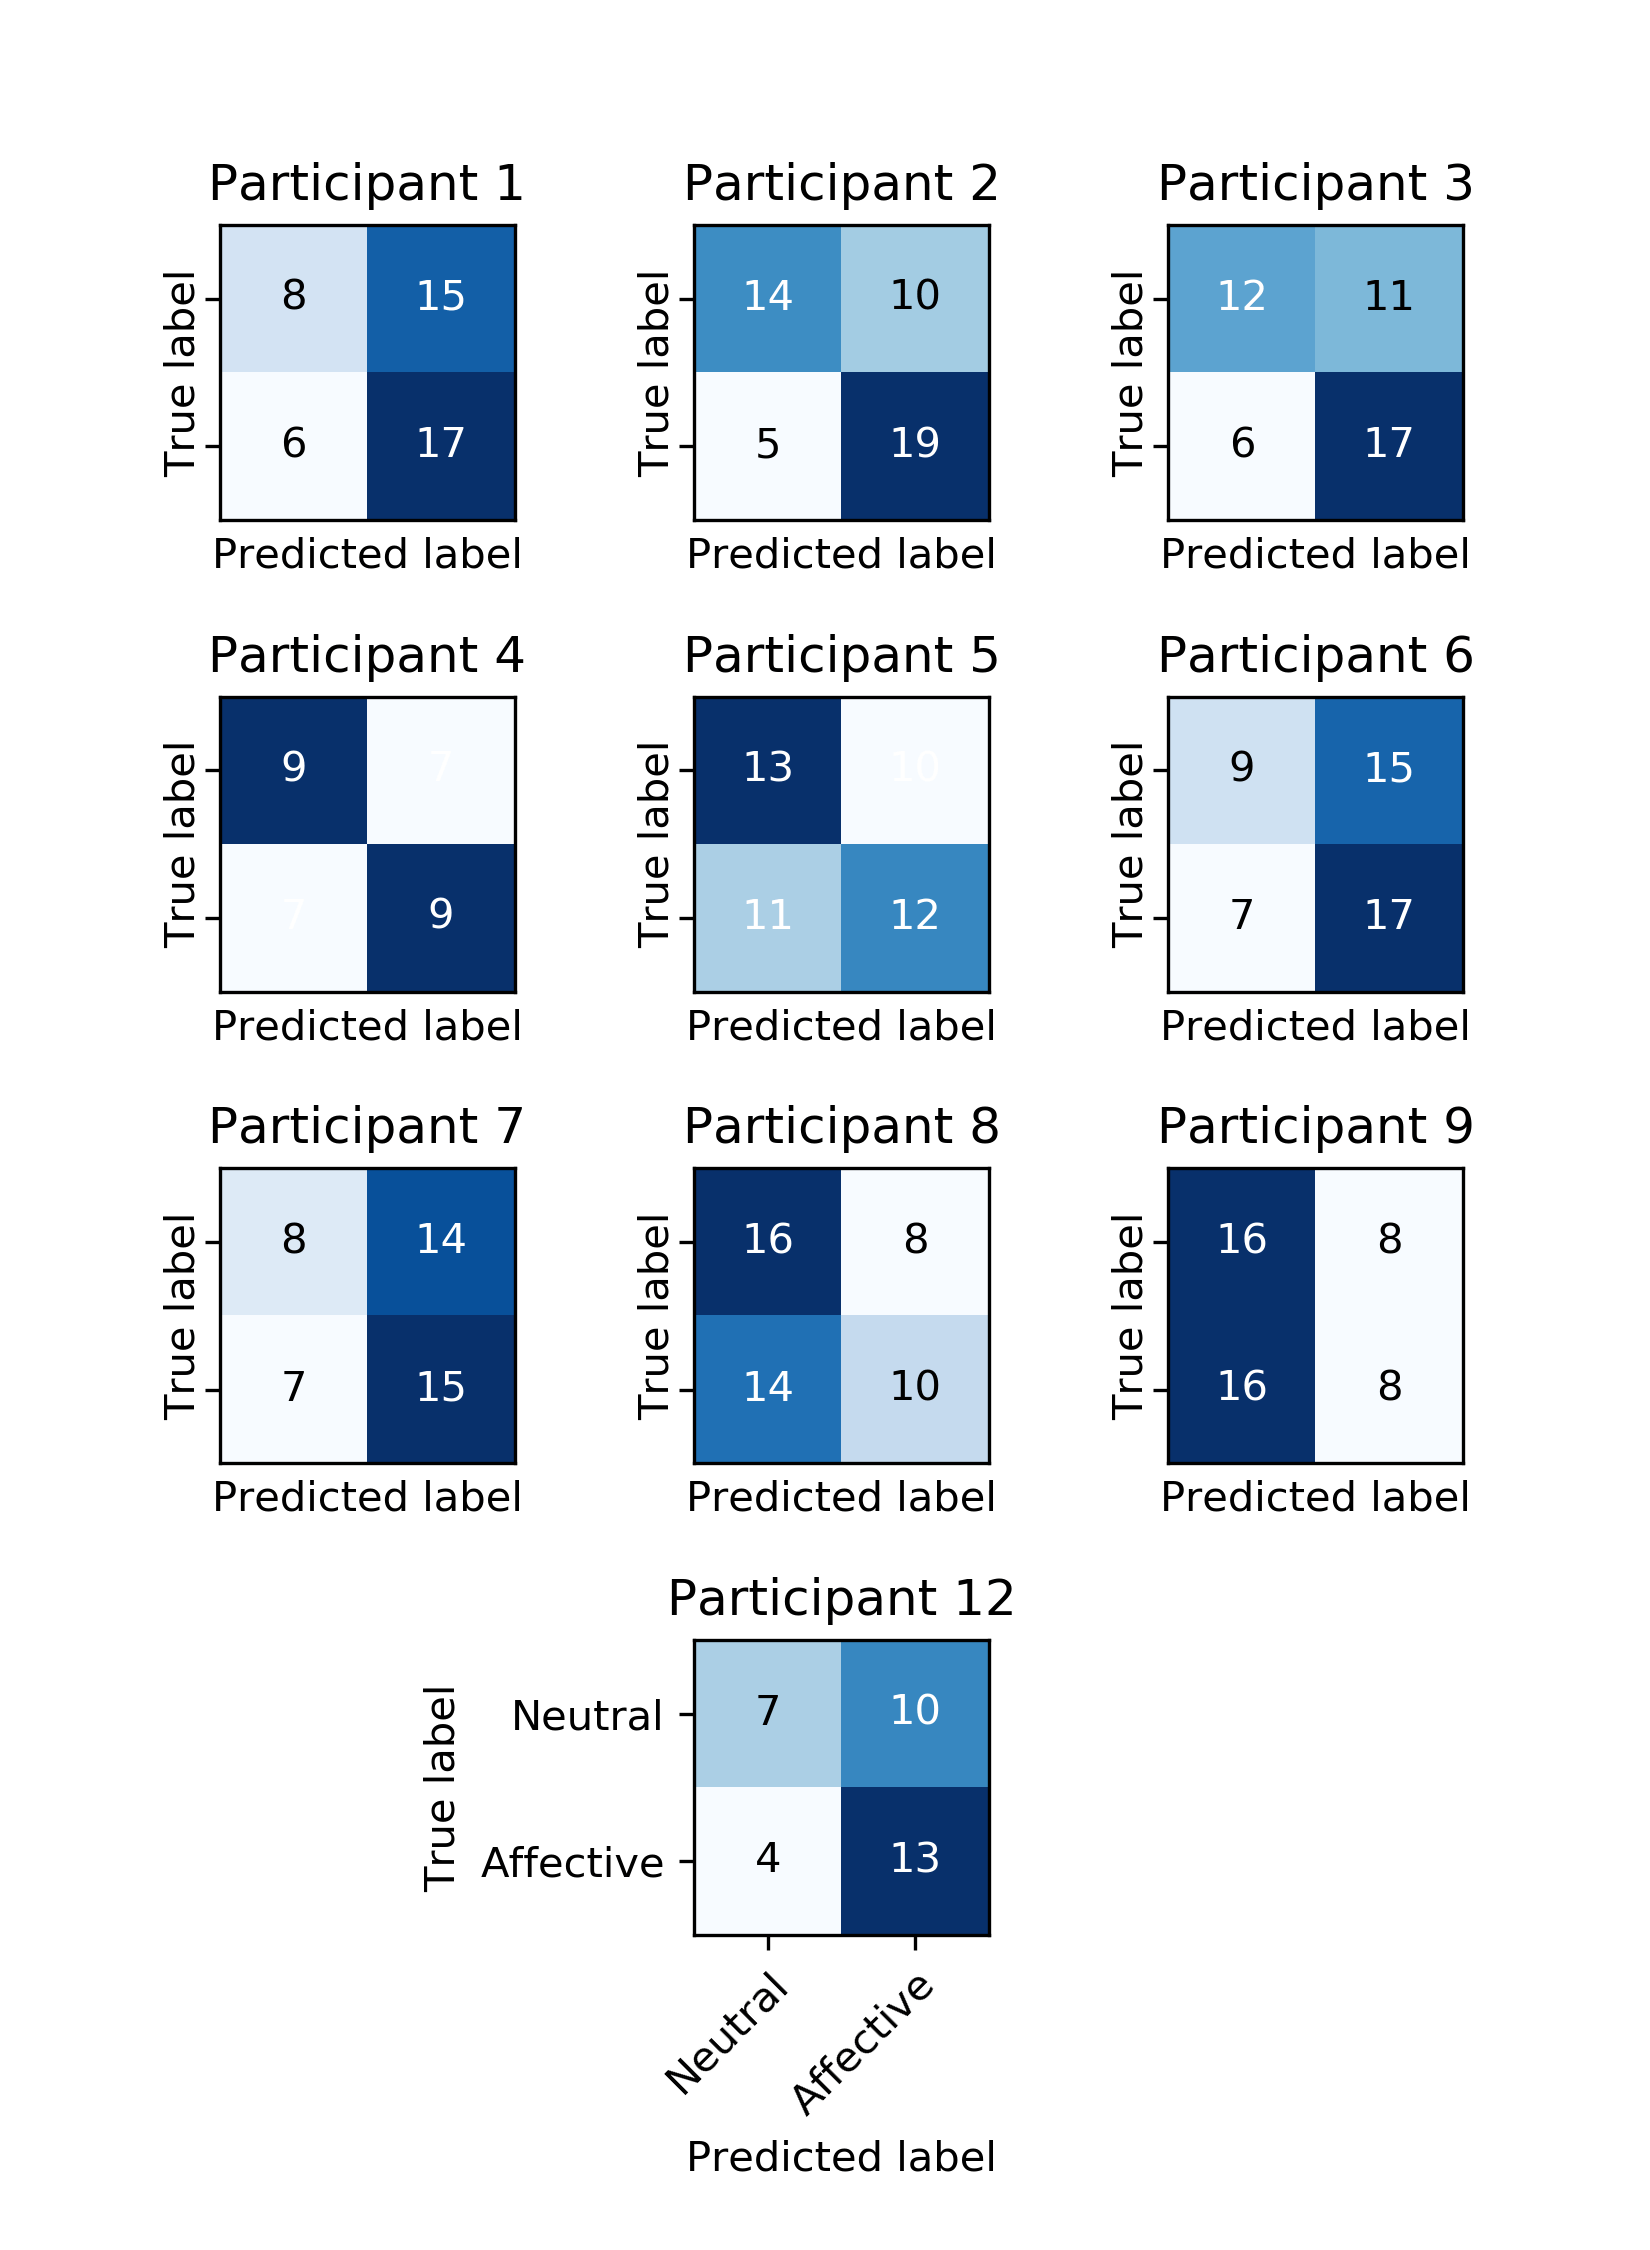 Participant 1
True label
8 15
6 17
Predicted label
Participant 2
True label
14 10
5 19
Predicted label
Participant 3
True label
12 11
6 17
Predicted label
Participant 4
True label
9 7
7 9
Predicted label
Participant 5
True label
13 10
11 12
Predicted label
Participant 6
True label
9 15
7 17
Predicted label
Participant 7
True label
8 14
7 15
Predicted label
Participant 8
True label
16 8
14 10
Predicted label
Participant 9
True label
16 8
16 8
Predicted label
Participant 12
True label
Neutral 7 10
Affective 4 13
Neutral Affective
Predicted label